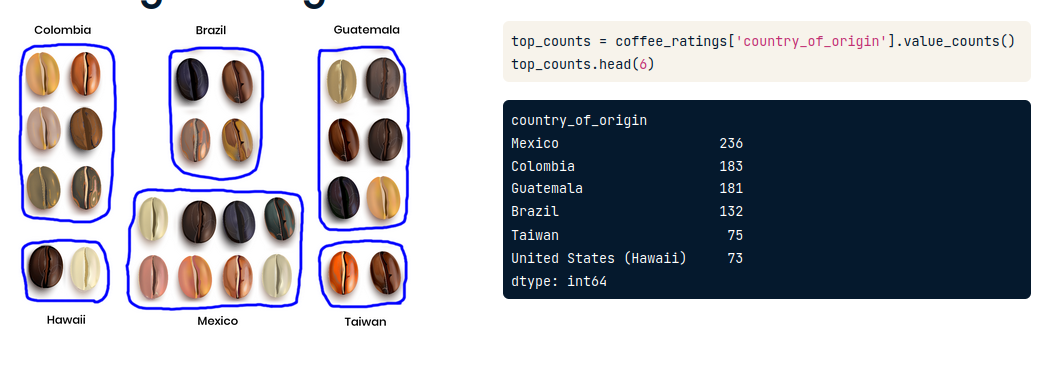 Colombia
Brazil
Guatemala
Hawaii
Mexico
Taiwan
top_counts = coffee_ratings['country_of_origin'].value_counts()
top_counts.head(6)
country_of_origin
Mexico 236
Colombia 183
Guatemala 181
Brazil 132
Taiwan 75
United States (Hawaii) 73
dtype: int64